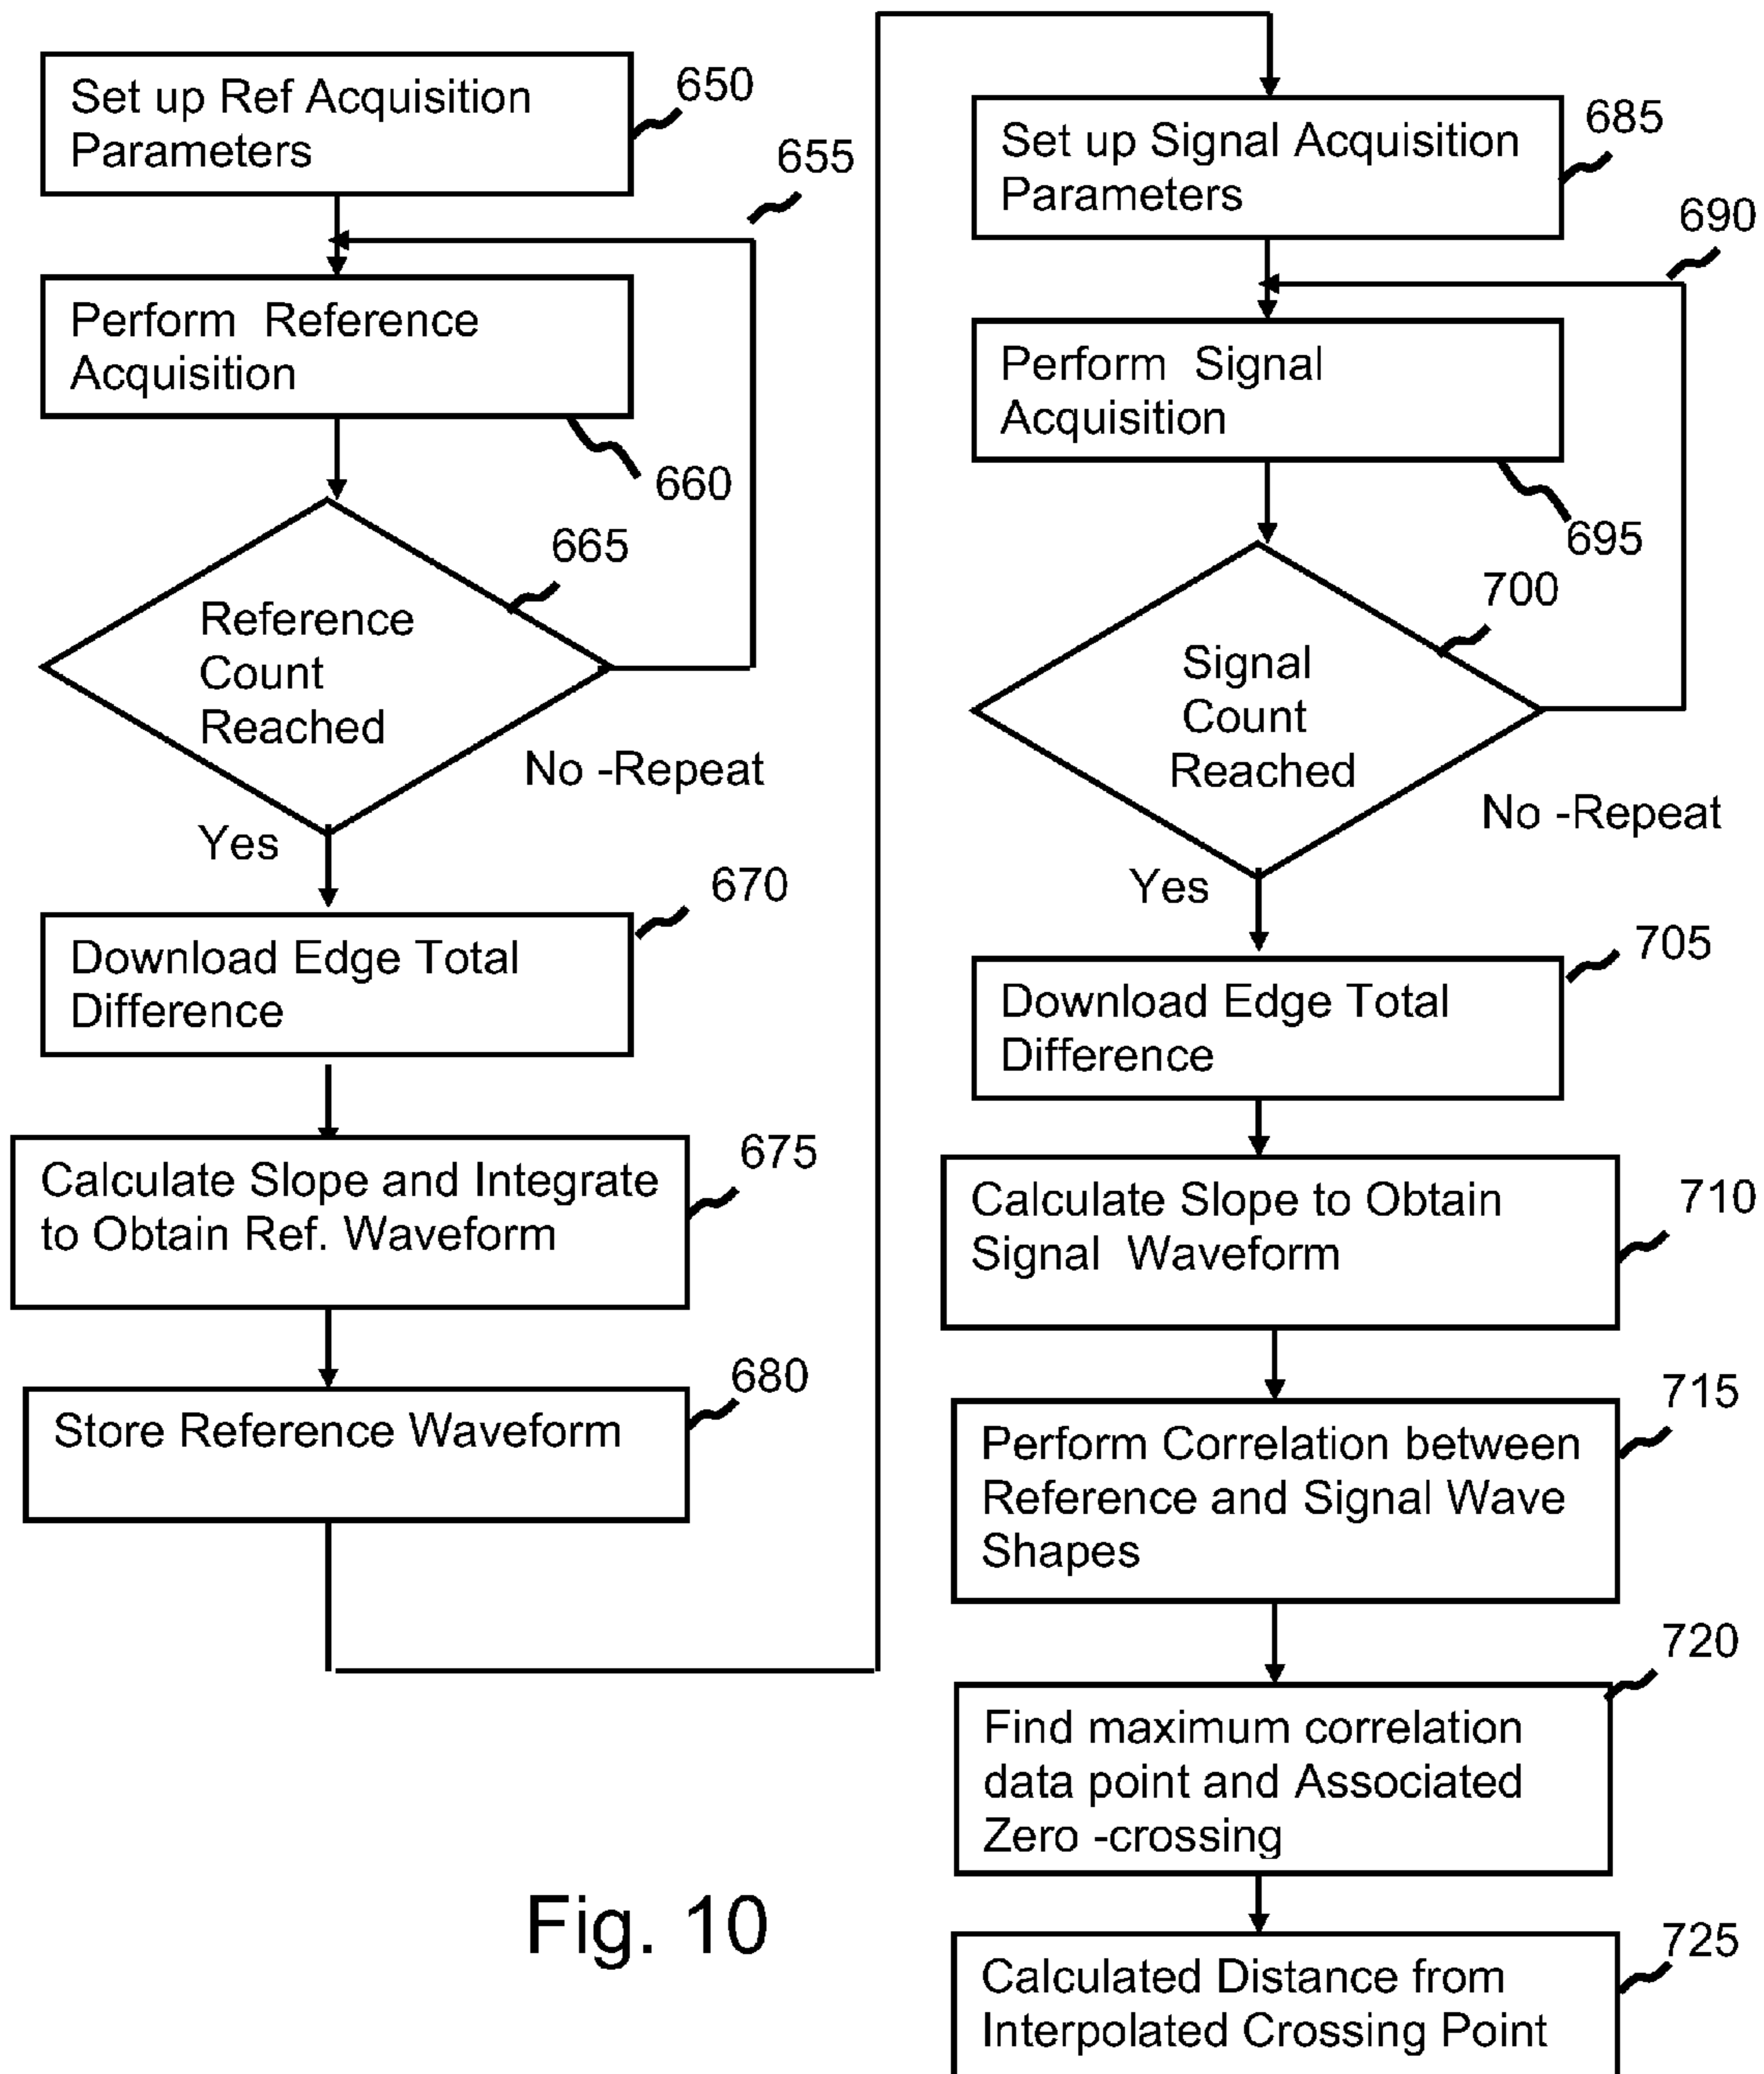 Set up Ref Acquisition
Parameters
650
655
Perform Reference
Acquisition
660
665
Reference
Count
Reached
No -Repeat
Yes
670
Download Edge Total
Difference
675
Calculate Slope and Integrate
to Obtain Ref. Waveform
680
Store Reference Waveform
Set up Signal Acquisition
Parameters
685
690
Perform Signal
Acquisition
695
700
Signal
Count
Reached
No -Repeat
Yes
705
Download Edge Total
Difference
710
Calculate Slope to Obtain
Signal Waveform
715
Perform Correlation between
Reference and Signal Wave
Shapes
720
Find maximum correlation
data point and Associated
Zero -crossing
725
Calculated Distance from
Interpolated Crossing Point
Fig. 10